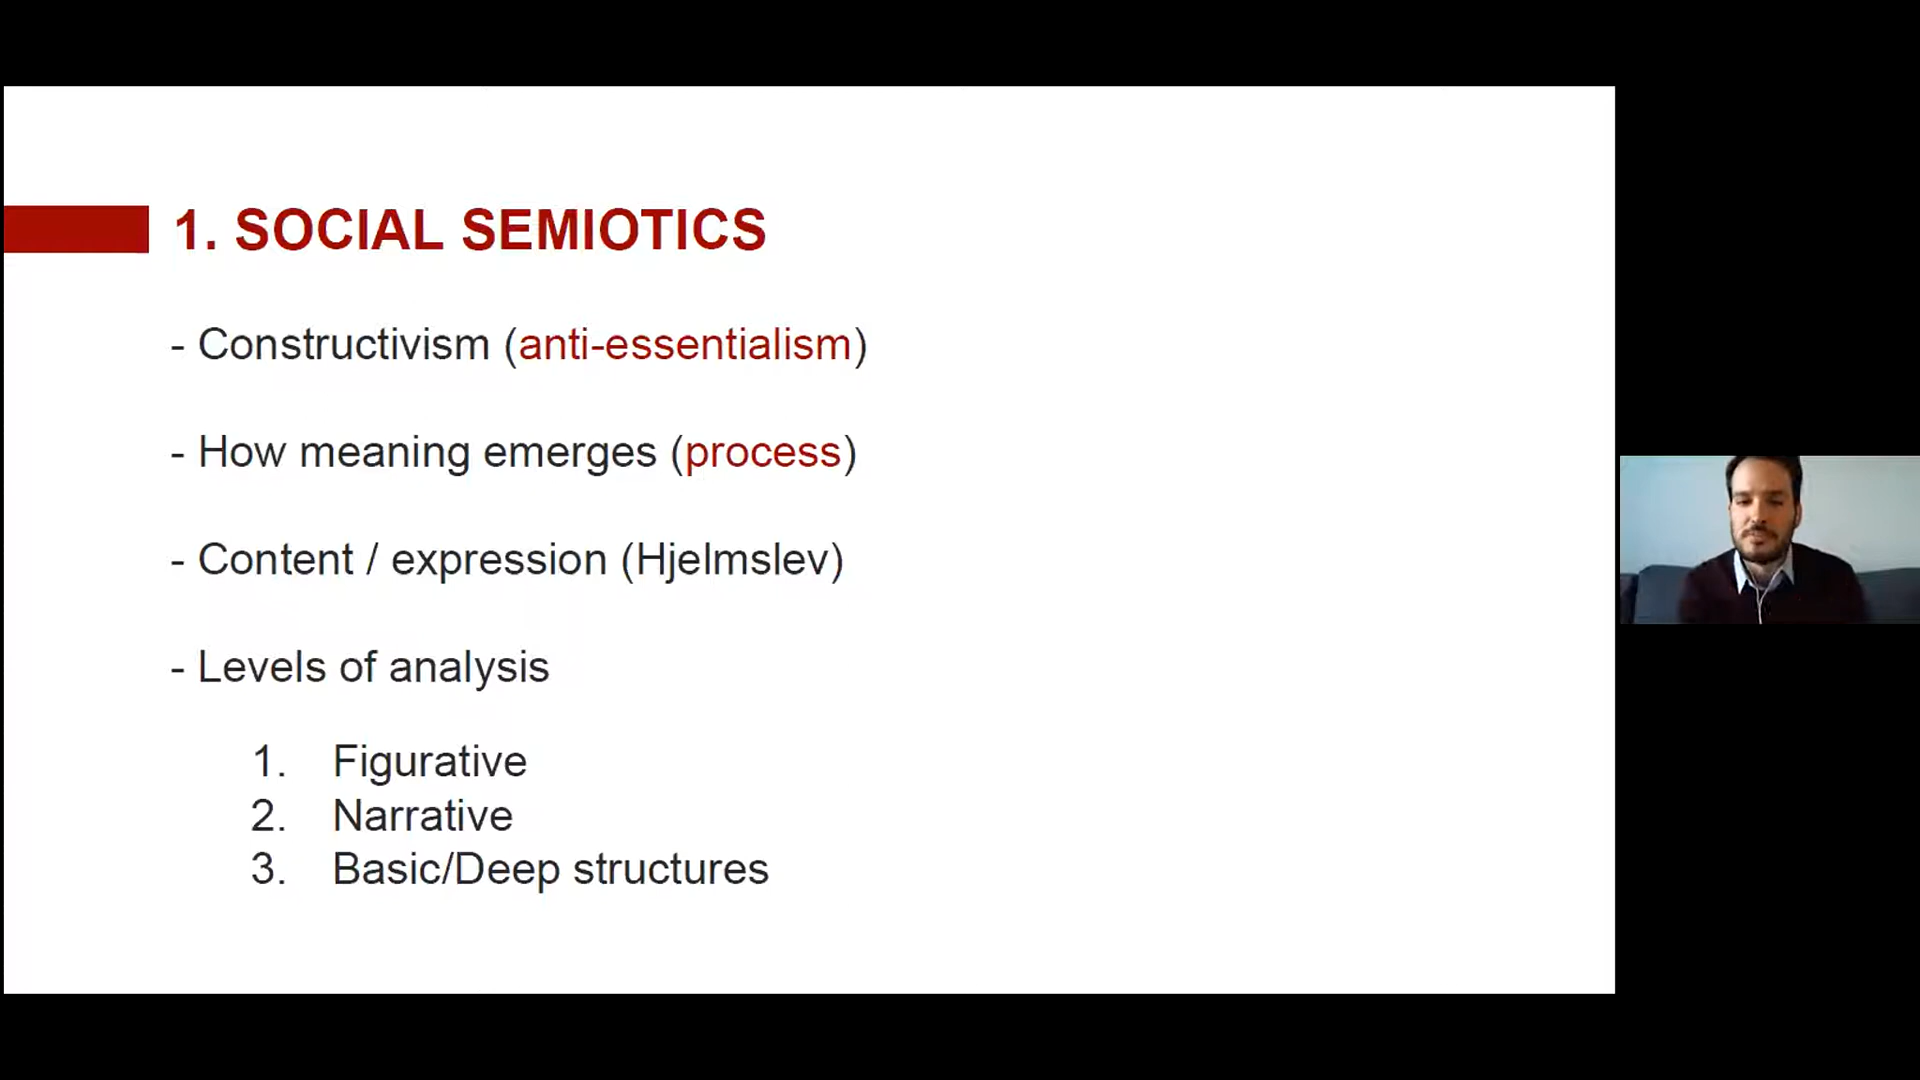 1. SOCIAL SEMIOTICS
- Constructivism (anti-essentialism)
- How meaning emerges (process)
- Content / expression (Hjelmslev)
- Levels of analysis
1. Figurative
2. Narrative
3. Basic/Deep structures